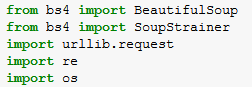 from bs4 import BeautifulSoup
from bs4 import SoupStrainer
import urllib.request
import re
import os